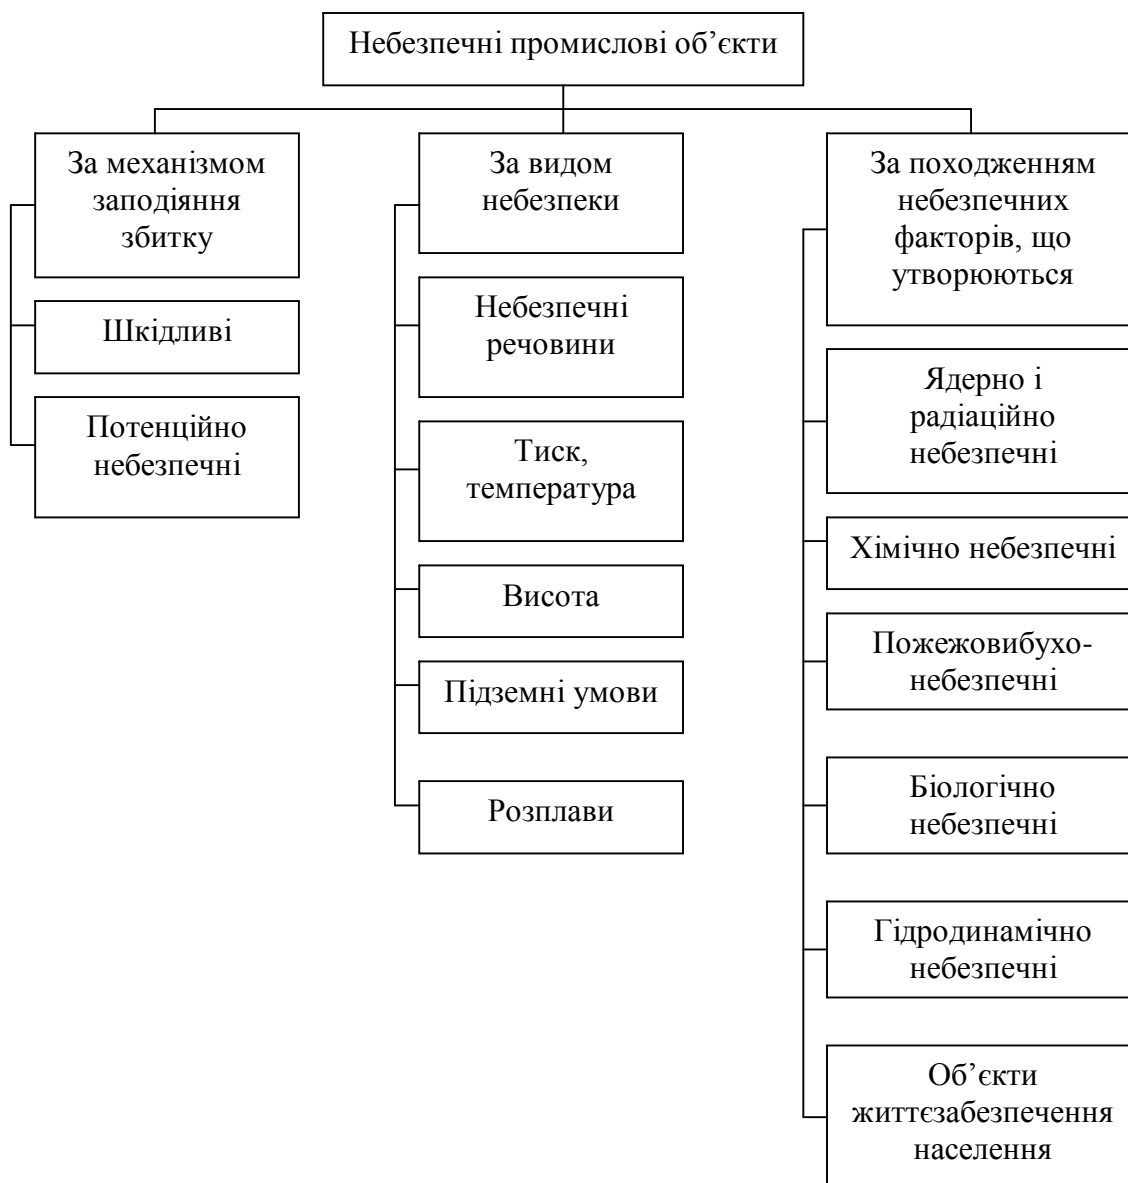 Небезпечні промислові об’єкти
За механізмом
заподіяння
збитку
Шкідливі
Потенційно
небезпечні
За видом
небезпеки
Небезпечні
речовини
Тиск,
температура
Висота
Підземні умови
Розплави
За походженням
небезпечних
факторів, що
утворюються
Ядерно і
радіаційно
небезпечні
Хімічно небезпечні
Пожежовибухо-
небезпечні
Біологічно
небезпечні
Гідродинамічно
небезпечні
Об’єкти
життєзабезпечення
населення